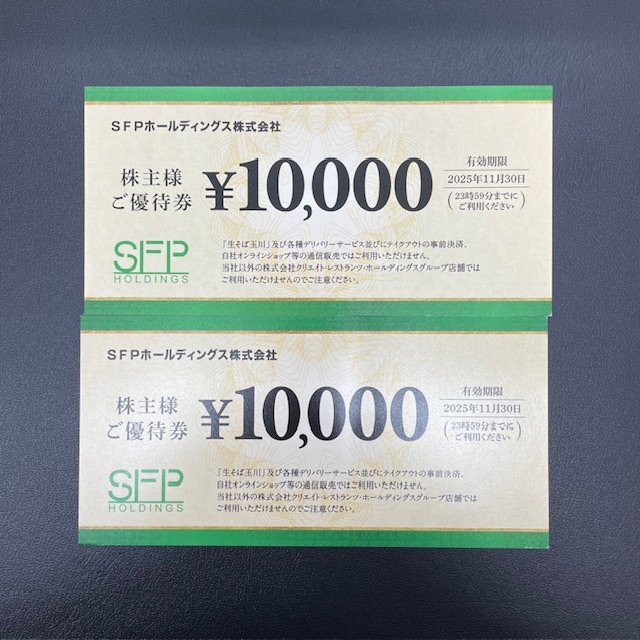 SFPホールディングス株式会社
株主様
ご優待券
¥10,000
有効期限
2025年11月30日
(23時59分までに
ご利用ください)
SFP
HOLDINGS
「生そば玉川」及び各種デリバリーサービス並びにテイクアウトの事前決済、
自社オンラインショップ等の通信販売ではご利用いただけません。
当社以外の株式会社クリエイト・レストランツ・ホールディングスグループ店舗では
ご利用いただけませんのでご注意ください。
SFPホールディングス株式会社
株主様
ご優待券
¥10,000
有効期限
2025年11月30日
(23時59分までに
ご利用ください)
SFP
HOLDINGS
「生そば玉川」及び各種デリバリーサービス並びにテイクアウトの事前決済、
自社オンラインショップ等の通信販売ではご利用いただけません。
当社以外の株式会社クリエイト・レストランツ・ホールディングスグループ店舗では
ご利用いただけませんのでご注意ください。